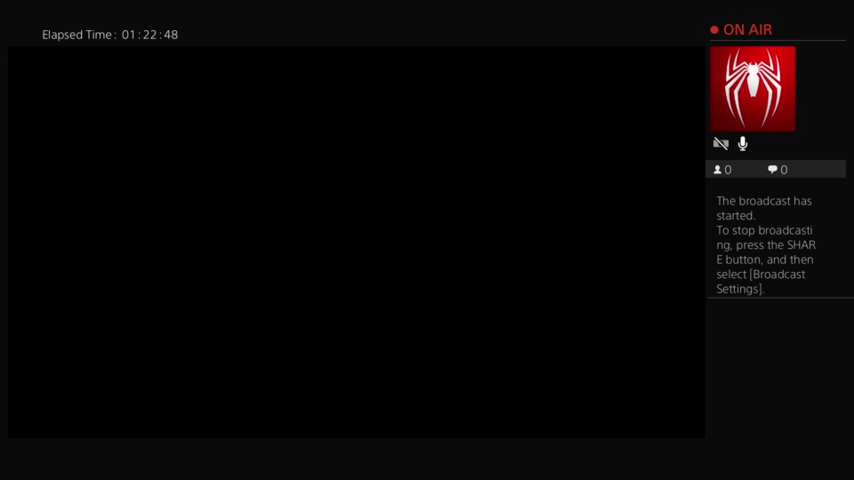 Elapsed Time: 01:22:48
ON AIR
0 0
The broadcast has
started.
To stop broadcasti
ng, press the SHAR
E button, and then
select [Broadcast
Settings].